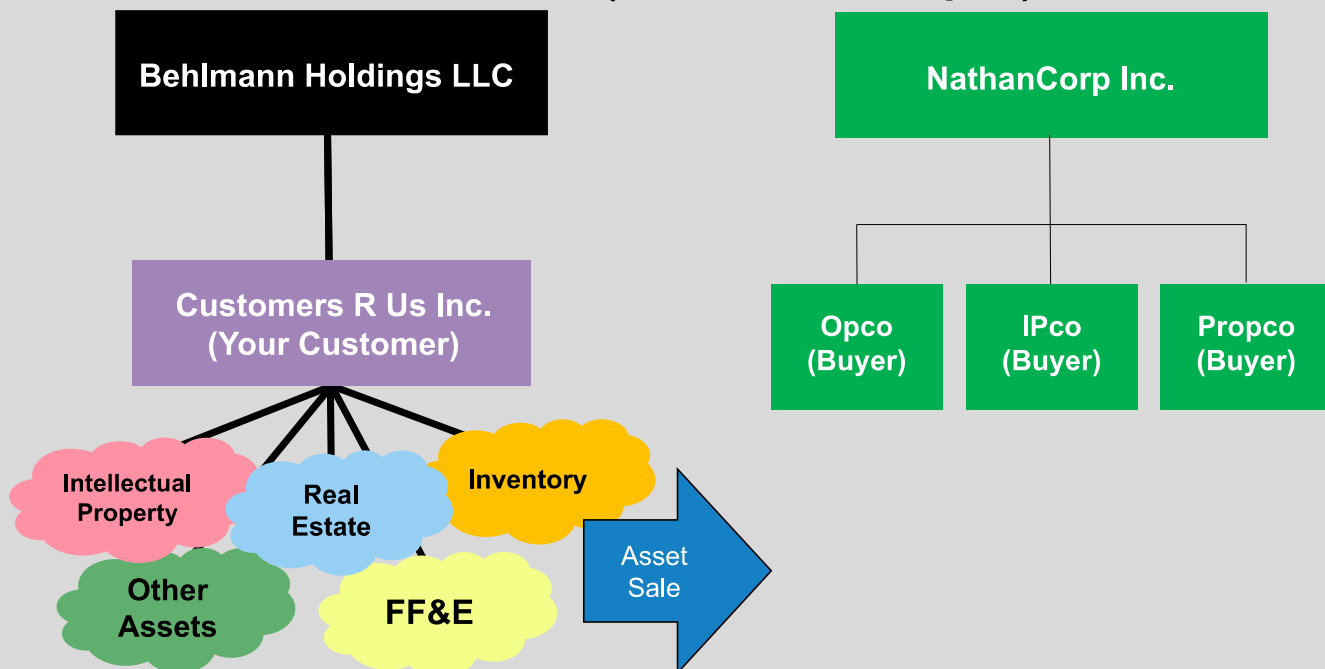 Behlmann Holdings LLC
NathanCorp Inc.
Customers R Us Inc.
(Your Customer)
Opco
(Buyer)
IPco
(Buyer)
Propco
(Buyer)
Intellectual
Property
Real
Estate
Inventory
Other
Assets
FF&E
Asset
Sale